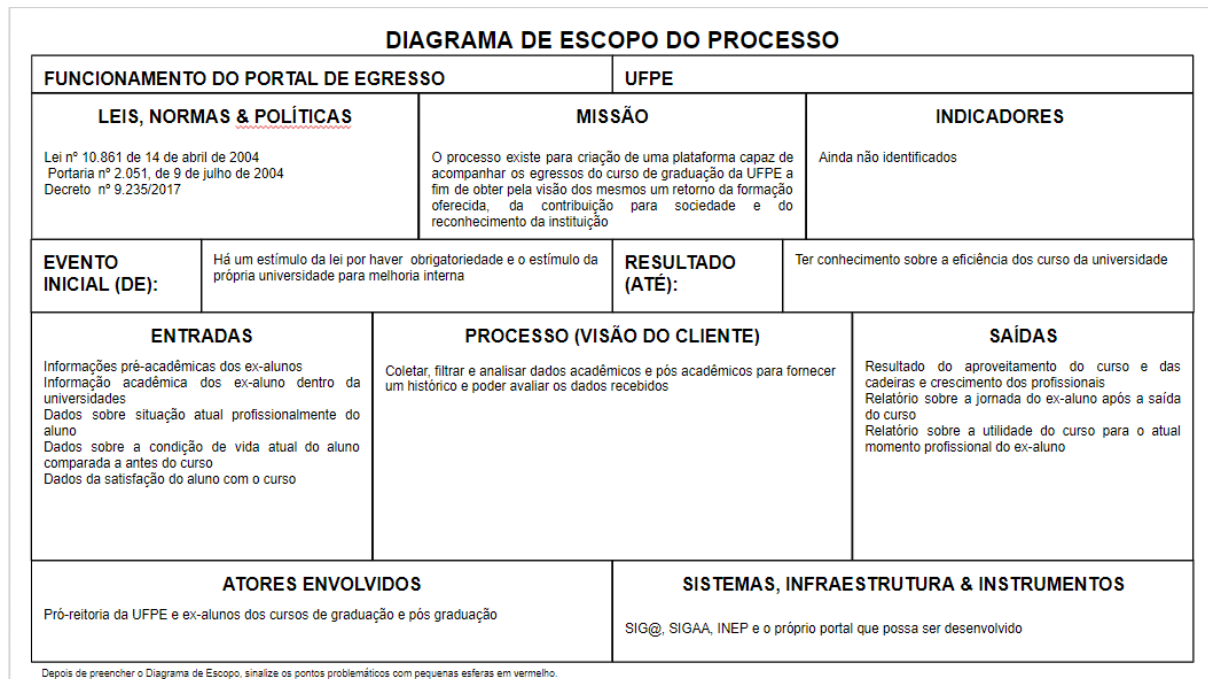 DIAGRAMA DE ESCOPO DO PROCESSO
FUNCIONAMENTO DO PORTAL DE EGRESSO
UFPE
LEIS, NORMAS & POLÍTICAS
Lei nº 10.861 de 14 de abril de 2004
Portaria nº 2.051, de 9 de julho de 2004
Decreto nº 9.235/2017
MISSÃO
O processo existe para criação de uma plataforma capaz de
acompanhar os egressos do curso de graduação da UFPE a
fim de obter pela visão dos mesmos um retorno da formação
oferecida, da contribuição para sociedade e do
reconhecimento da instituição
INDICADORES
Ainda não identificados
EVENTO
INICIAL (DE):
Há um estímulo da lei por haver obrigatoriedade e o estímulo da
própria universidade para melhoria interna
RESULTADO
(ATÉ):
Ter conhecimento sobre a eficiência dos curso da universidade
ENTRADAS
Informações pré-acadêmicas dos ex-alunos
Informação acadêmica dos ex-aluno dentro da
universidades
Dados sobre situação atual profissionalmente do
aluno
Dados sobre a condição de vida atual do aluno
comparada a antes do curso
Dados da satisfação do aluno com o curso
PROCESSO (VISÃO DO CLIENTE)
Coletar, filtrar e analisar dados acadêmicos e pós acadêmicos para fornecer
um histórico e poder avaliar os dados recebidos
SAÍDAS
Resultado do aproveitamento do curso e das
cadeiras e crescimento dos profissionais
Relatório sobre a jornada do ex-aluno após a saída
do curso
Relatório sobre a utilidade do curso para o atual
momento profissional do ex-aluno
ATORES ENVOLVIDOS
Pró-reitoria da UFPE e ex-alunos dos cursos de graduação e pós graduação
SISTEMAS, INFRAESTRUTURA & INSTRUMENTOS
SIG@, SIGAA, INEP e o próprio portal que possa ser desenvolvido
Depois de preencher o Diagrama de Escopo, sinalize os pontos problemáticos com pequenas esferas em vermelho.